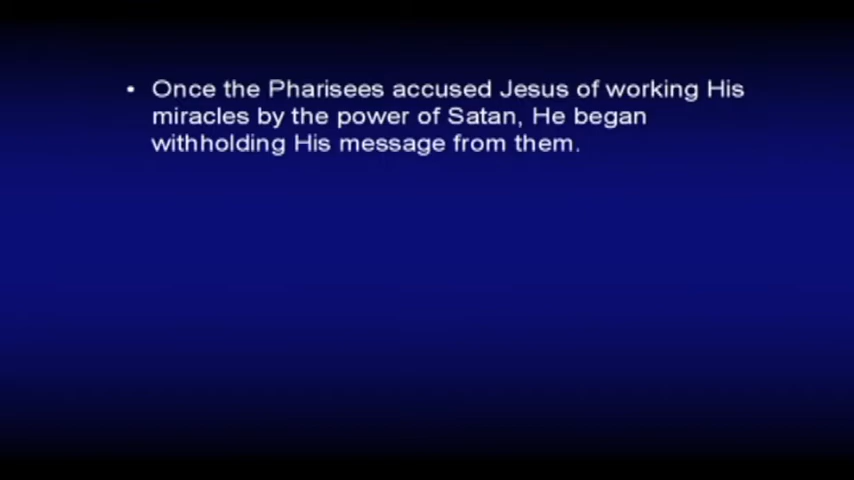 • Once the Pharisees accused Jesus of working His
miracles by the power of Satan, He began
withholding His message from them.